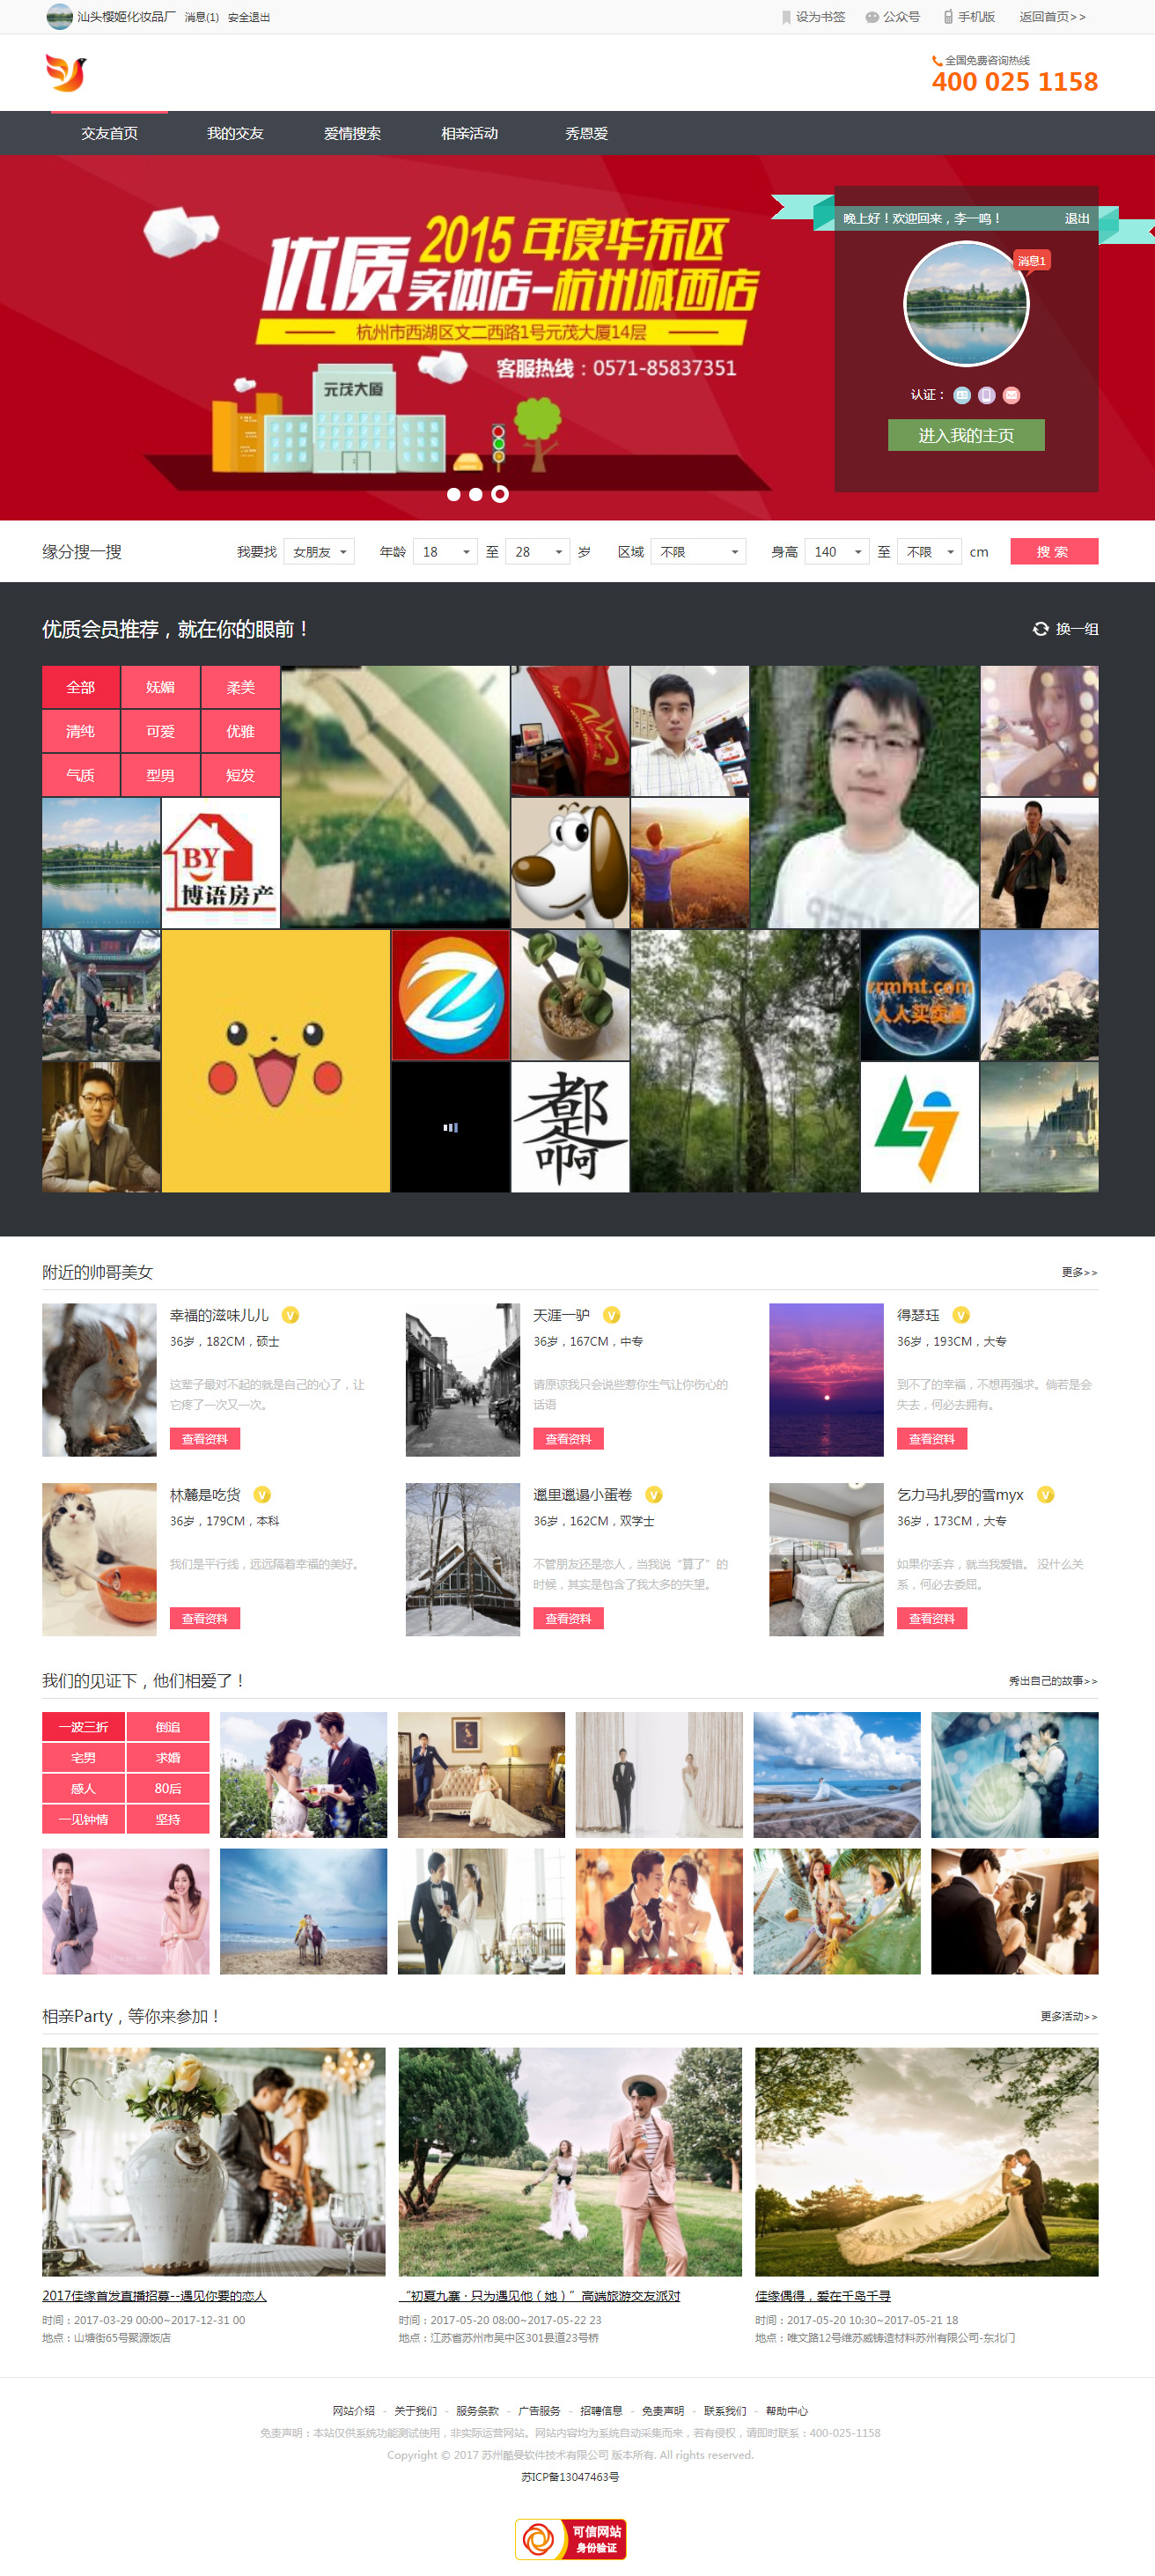 汕头樱姬化妆品厂 消息(1) 安全退出 设为书签 公众号 手机版 返回首页>>
全国免费咨询热线
400 025 1158
交友首页 我的交友 爱情搜索 相亲活动 秀恩爱
优质 2015 年度华东区
实体店-杭州城西店
杭州市西湖区文二西路1号元茂大厦14层
客服热线：0571-85837351
元茂大厦
晚上好！欢迎回来，李一鸣！ 退出
消息1
认证：
进入我的主页
缘分搜一搜 我要找 女朋友 年龄 18 至 28 岁 区域 不限 身高 140 至 不限 cm 搜 索
优质会员推荐，就在你的眼前！ 换一组
全部 妩媚 柔美
清纯 可爱 优雅
气质 型男 短发
BY
博语房产
rrmmt.com
都啊
附近的帅哥美女 更多>>
幸福的滋味儿儿 V
36岁，182CM，硕士
这辈子最对不起的就是自己的心了，让
它疼了一次又一次。
查看资料
天涯一驴 V
36岁，167CM，中专
请原谅我只会说些惹你生气让你伤心的
话语
查看资料
得瑟珏 V
36岁，193CM，大专
到不了的幸福，不想再强求。倘若是会
失去，何必去拥有。
查看资料
林麓是吃货 V
36岁，179CM，本科
我们是平行线，远远隔着幸福的美好。
查看资料
邋里邋遢小蛋卷 V
36岁，162CM，双学士
不管朋友还是恋人，当我说“算了”的
时候，其实是包含了我太多的失望。
查看资料
乞力马扎罗的雪myx V
36岁，173CM，大专
如果你丢弃，就当我爱错。 没什么关
系，何必去委屈。
查看资料
我们的见证下，他们相爱了！ 秀出自己的故事>>
一波三折 倒追
宅男 求婚
感人 80后
一见钟情 坚持
相亲Party，等你来参加！ 更多活动>>
2017佳缘首发直播招募--遇见你要的恋人
时间：2017-03-29 00:00~2017-12-31 00
地点：山塘街65号聚源饭店
“初夏九寨 · 只为遇见他（她）”高端旅游交友派对
时间：2017-05-20 08:00~2017-05-22 23
地点：江苏省苏州市吴中区301县道23号桥
佳缘偶得，爱在千岛千寻
时间：2017-05-20 10:30~2017-05-21 18
地点：唯文路12号维苏威铸造材料苏州有限公司-东北门
网站介绍 - 关于我们 - 服务条款 - 广告服务 - 招聘信息 - 免责声明 - 联系我们 - 帮助中心
免责声明：本站仅供系统功能测试使用，非实际运营网站。网站内容均为系统自动采集而来，若有侵权，请即时联系：400-025-1158
Copyright © 2017 苏州酷曼软件技术有限公司 版本所有. All rights reserved.
苏ICP备13047463号
可信网站
身份验证